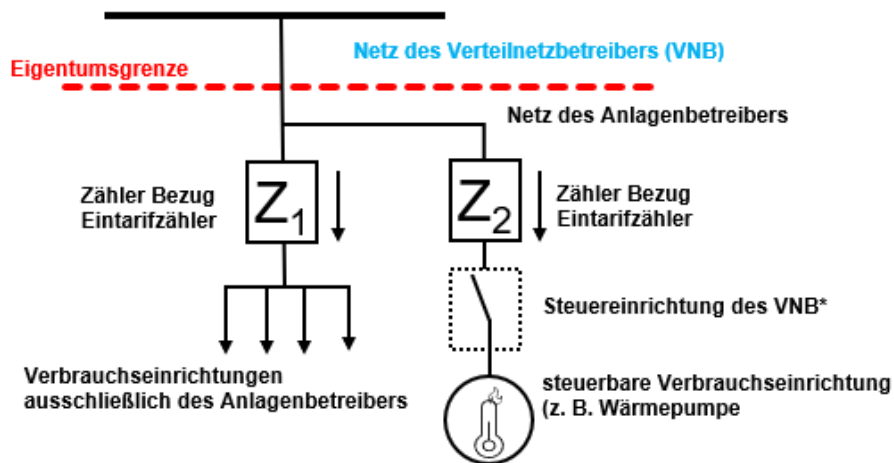 Netz des Verteilnetzbetreibers (VNB)
Eigentumsgrenze
Netz des Anlagenbetreibers
Zähler Bezug
Eintarifzähler
Z1
Z2
Zähler Bezug
Eintarifzähler
Steuereinrichtung des VNB*
Verbrauchseinrichtungen
ausschließlich des Anlagenbetreibers
steuerbare Verbrauchseinrichtung
(z. B. Wärmepumpe